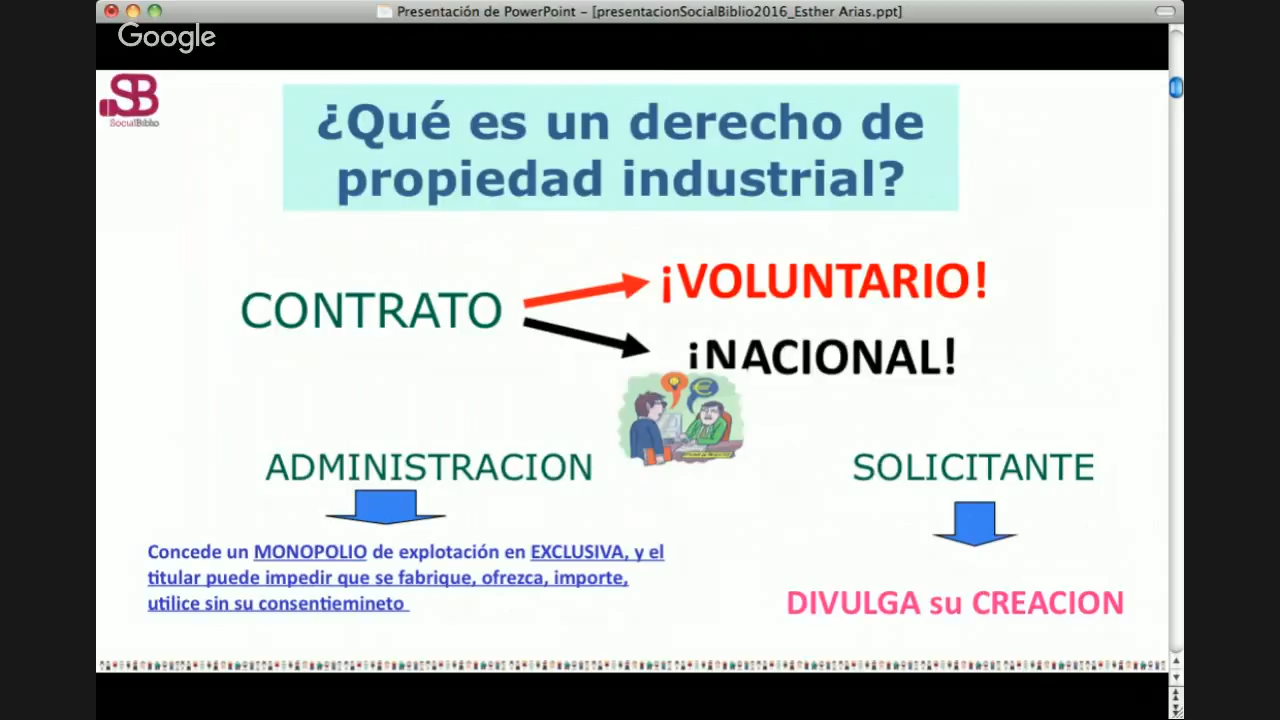 Presentación de PowerPoint – [presentacionSocialBiblio2016_Esther Arias.ppt]
Google
SB
SocialBiblio
¿Qué es un derecho de
propiedad industrial?
CONTRATO
¡VOLUNTARIO!
¡NACIONAL!
ADMINISTRACION
SOLICITANTE
Concede un MONOPOLIO de explotación en EXCLUSIVA, y el
titular puede impedir que se fabrique, ofrezca, importe,
utilice sin su consentiemineto
DIVULGA su CREACION